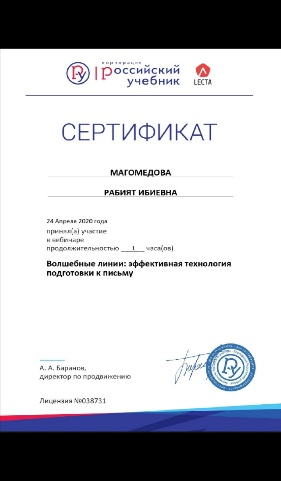 корпорация
российский
учебник
LECTA
СЕРТИФИКАТ
МАГОМЕДОВА
РАБИЯТ ИБИЕВНА
24 Апреля 2020 года
принял(а) участие
в вебинаре
продолжительностью 1 часа(ов)
Волшебные линии: эффективная технология
подготовки к письму
А. А. Баранов,
директор по продвижению
Лицензия №038731